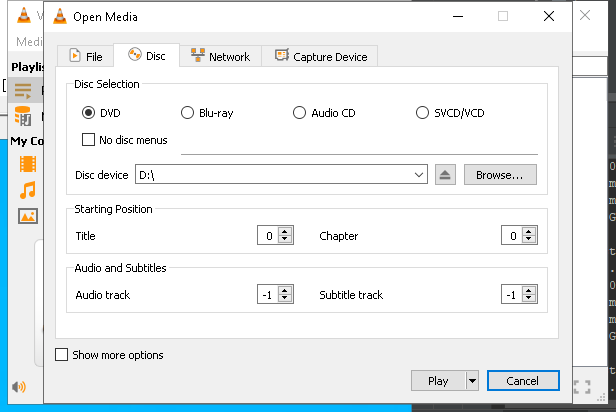 Open Media
Medi
File
Disc
Network
Capture Device
Playlis
Disc Selection
DVD
Blu-ray
Audio CD
SVCD/VCD
No disc menus
My Co
Disc device
D:\
Browse...
Starting Position
Title
0
Chapter
0
Audio and Subtitles
Audio track
-1
Subtitle track
-1
Show more options
Play
Cancel